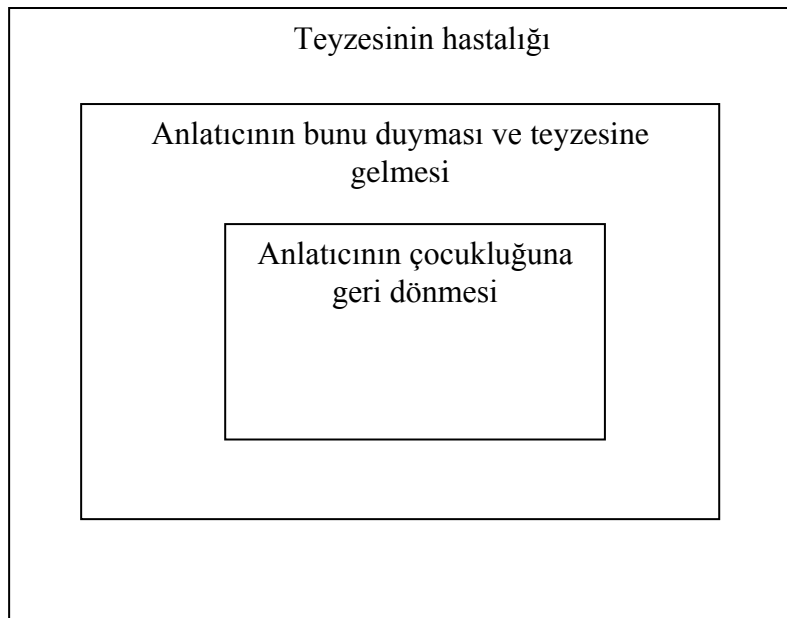 Teyzesinin hastalığı
Anlatıcının bunu duyması ve teyzesine
gelmesi
Anlatıcının çocukluğuna
geri dönmesi